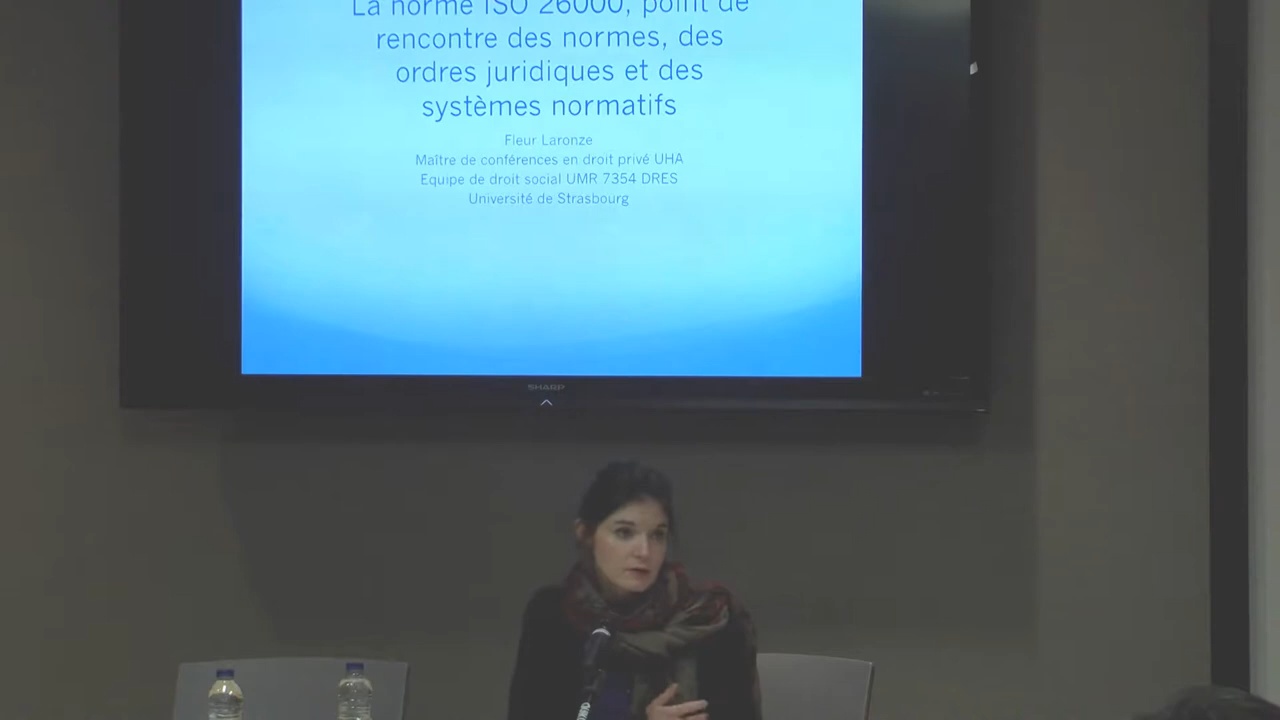 La norme ISO 26000, point de
rencontre des normes, des
ordres juridiques et des
systèmes normatifs
Fleur Laronze
Maître de conférences en droit privé UHA
Equipe de droit social UMR 7354 DRES
Université de Strasbourg
SHARP